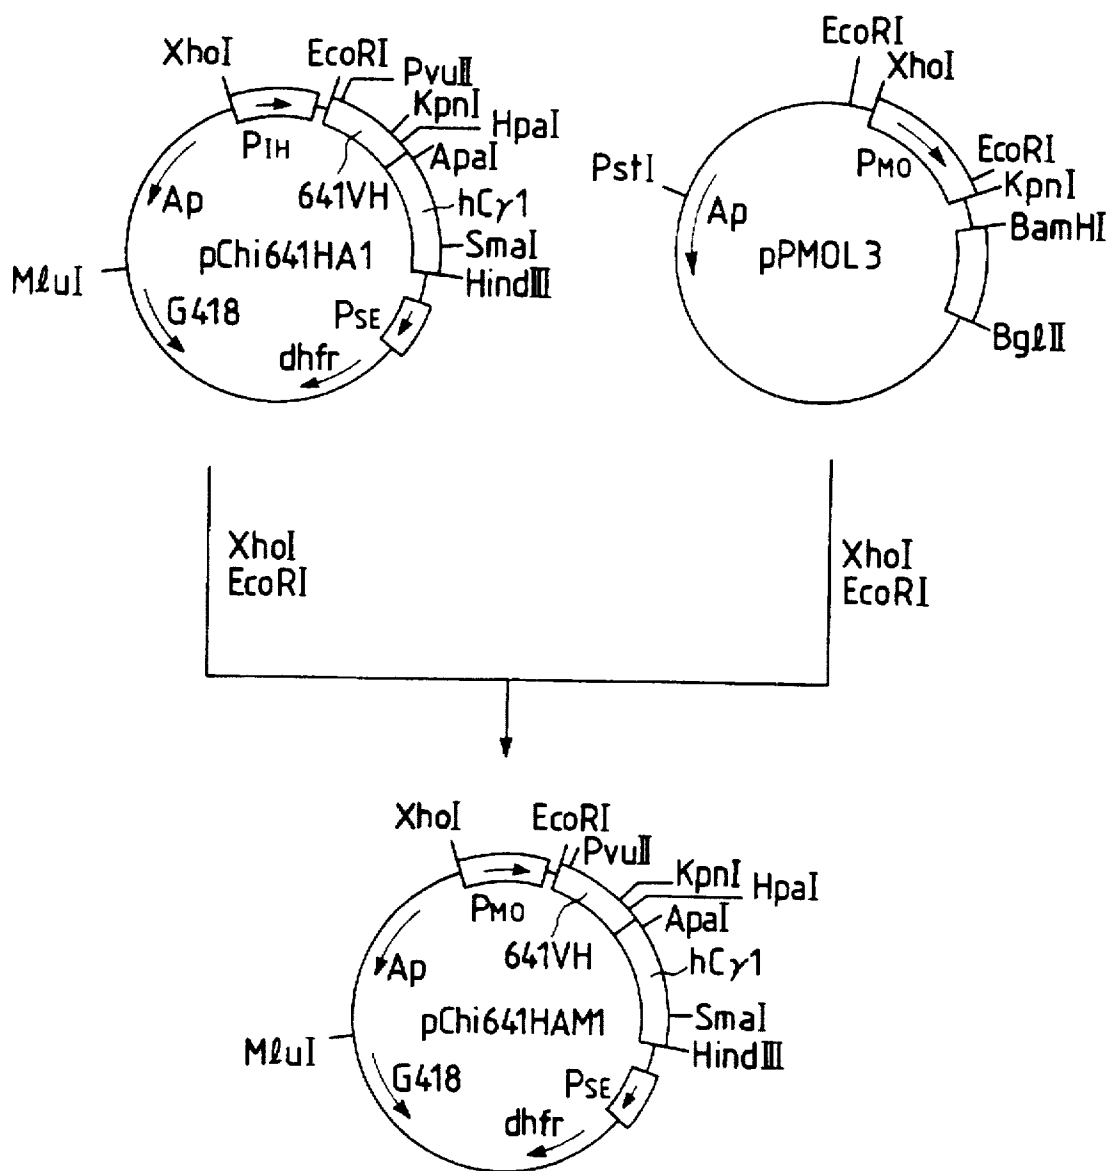 XhoI
EcoRI
PvuII
KpnI
HpaI
ApaI
PIH
641VH
hCγ1
Ap
SmaI
pChi641HA1
HindIII
MluI
G418
PSE
dhfr
EcoRI
XhoI
PMO
EcoRI
KpnI
PstI
Ap
BamHI
pPMOL3
BglII
XhoI
EcoRI
XhoI
EcoRI
XhoI
EcoRI
PvuII
KpnI
HpaI
PMO
ApaI
641VH
hCγ1
Ap
SmaI
pChi641HAM1
HindIII
MluI
G418
PSE
dhfr